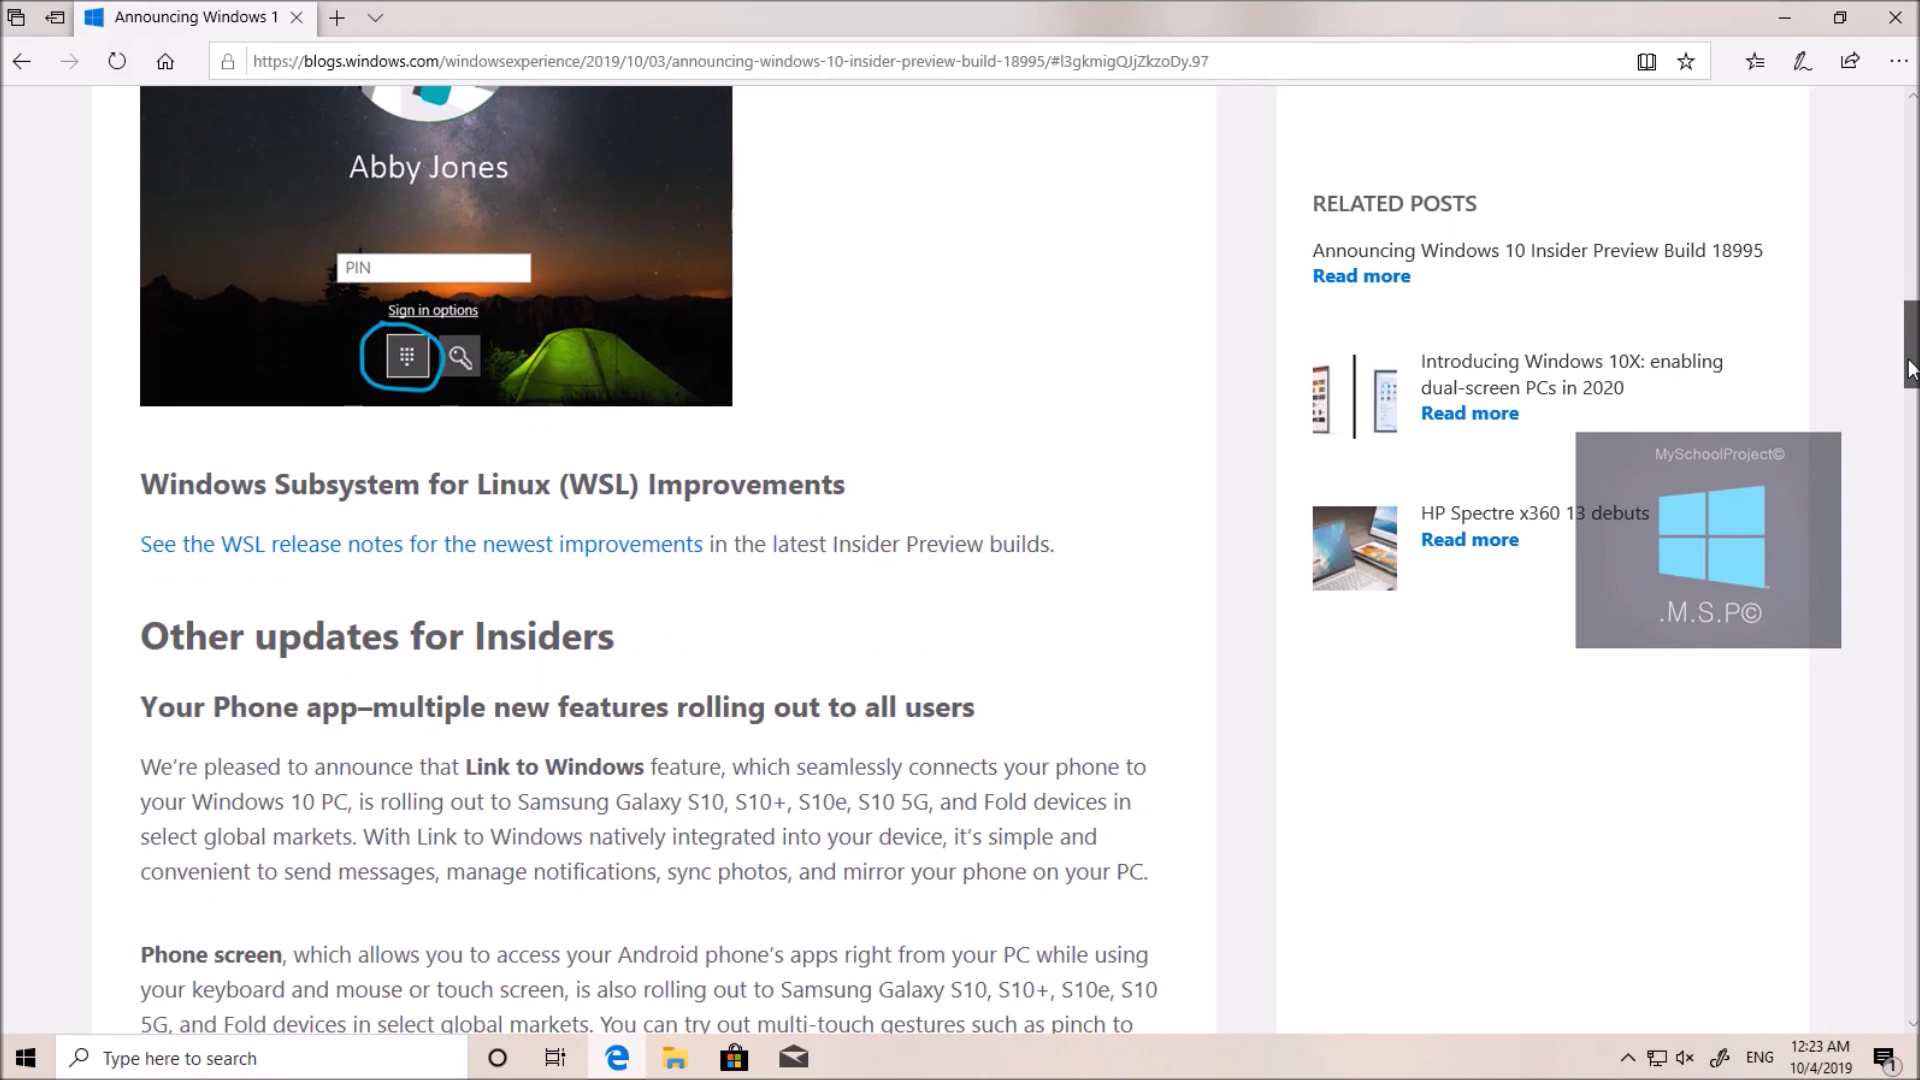 Announcing Windows 1
https://blogs.windows.com/windowsexperience/2019/10/03/announcing-windows-10-insider-preview-build-18995/#l3gkmigQJjZkzoDy.97
Abby Jones
PIN
Sign in options
Windows Subsystem for Linux (WSL) Improvements
See the WSL release notes for the newest improvements in the latest Insider Preview builds.
Other updates for Insiders
Your Phone app–multiple new features rolling out to all users
We're pleased to announce that Link to Windows feature, which seamlessly connects your phone to
your Windows 10 PC, is rolling out to Samsung Galaxy S10, S10+, S10e, S10 5G, and Fold devices in
select global markets. With Link to Windows natively integrated into your device, it's simple and
convenient to send messages, manage notifications, sync photos, and mirror your phone on your PC.
Phone screen, which allows you to access your Android phone's apps right from your PC while using
your keyboard and mouse or touch screen, is also rolling out to Samsung Galaxy S10, S10+, S10e, S10
5G, and Fold devices in select global markets. You can try out multi-touch gestures such as pinch to
RELATED POSTS
Announcing Windows 10 Insider Preview Build 18995
Read more
Introducing Windows 10X: enabling
dual-screen PCs in 2020
Read more
HP Spectre x360 13 debuts
Read more
MySchoolProject©
.M.S.P©
Type here to search
ENG
12:23 AM
10/4/2019
1